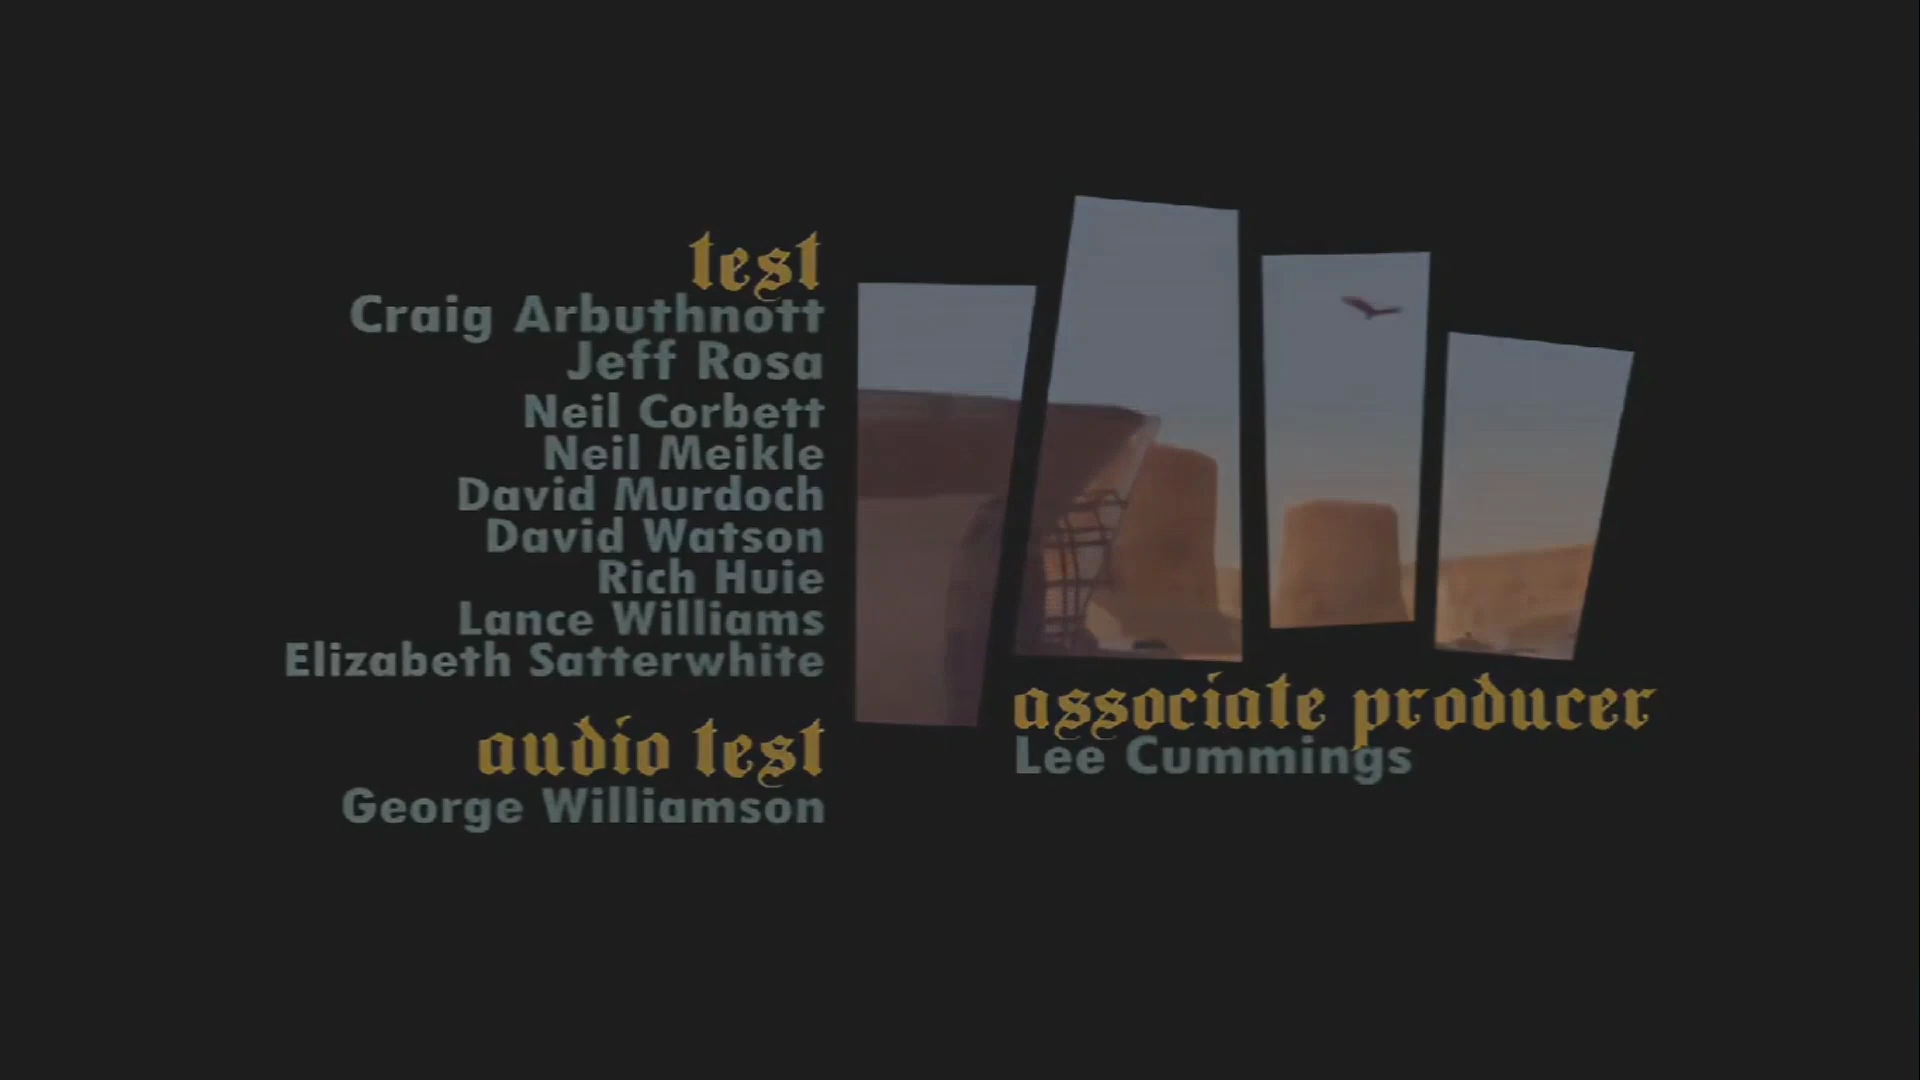 test
Craig Arbuthnott
Jeff Rosa
Neil Corbett
Neil Meikle
David Murdoch
David Watson
Rich Huie
Lance Williams
Elizabeth Satterwhite
audio test
George Williamson
associate producer
Lee Cummings